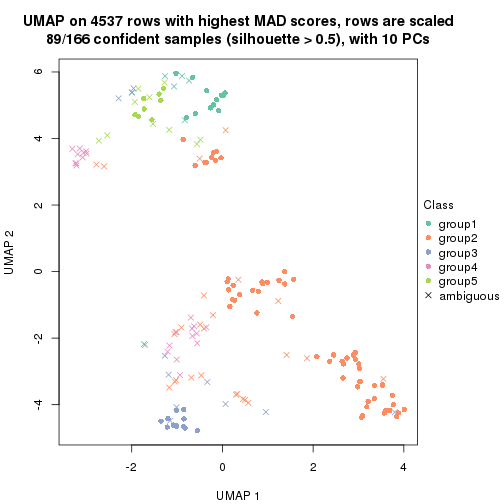 UMAP on 4537 rows with highest MAD scores, rows are scaled
89/166 confident samples (silhouette > 0.5), with 10 PCs
6
4
2
0
-2
-4
UMAP 2
-2
0
2
4
UMAP 1
Class
group1
group2
group3
group4
group5
ambiguous